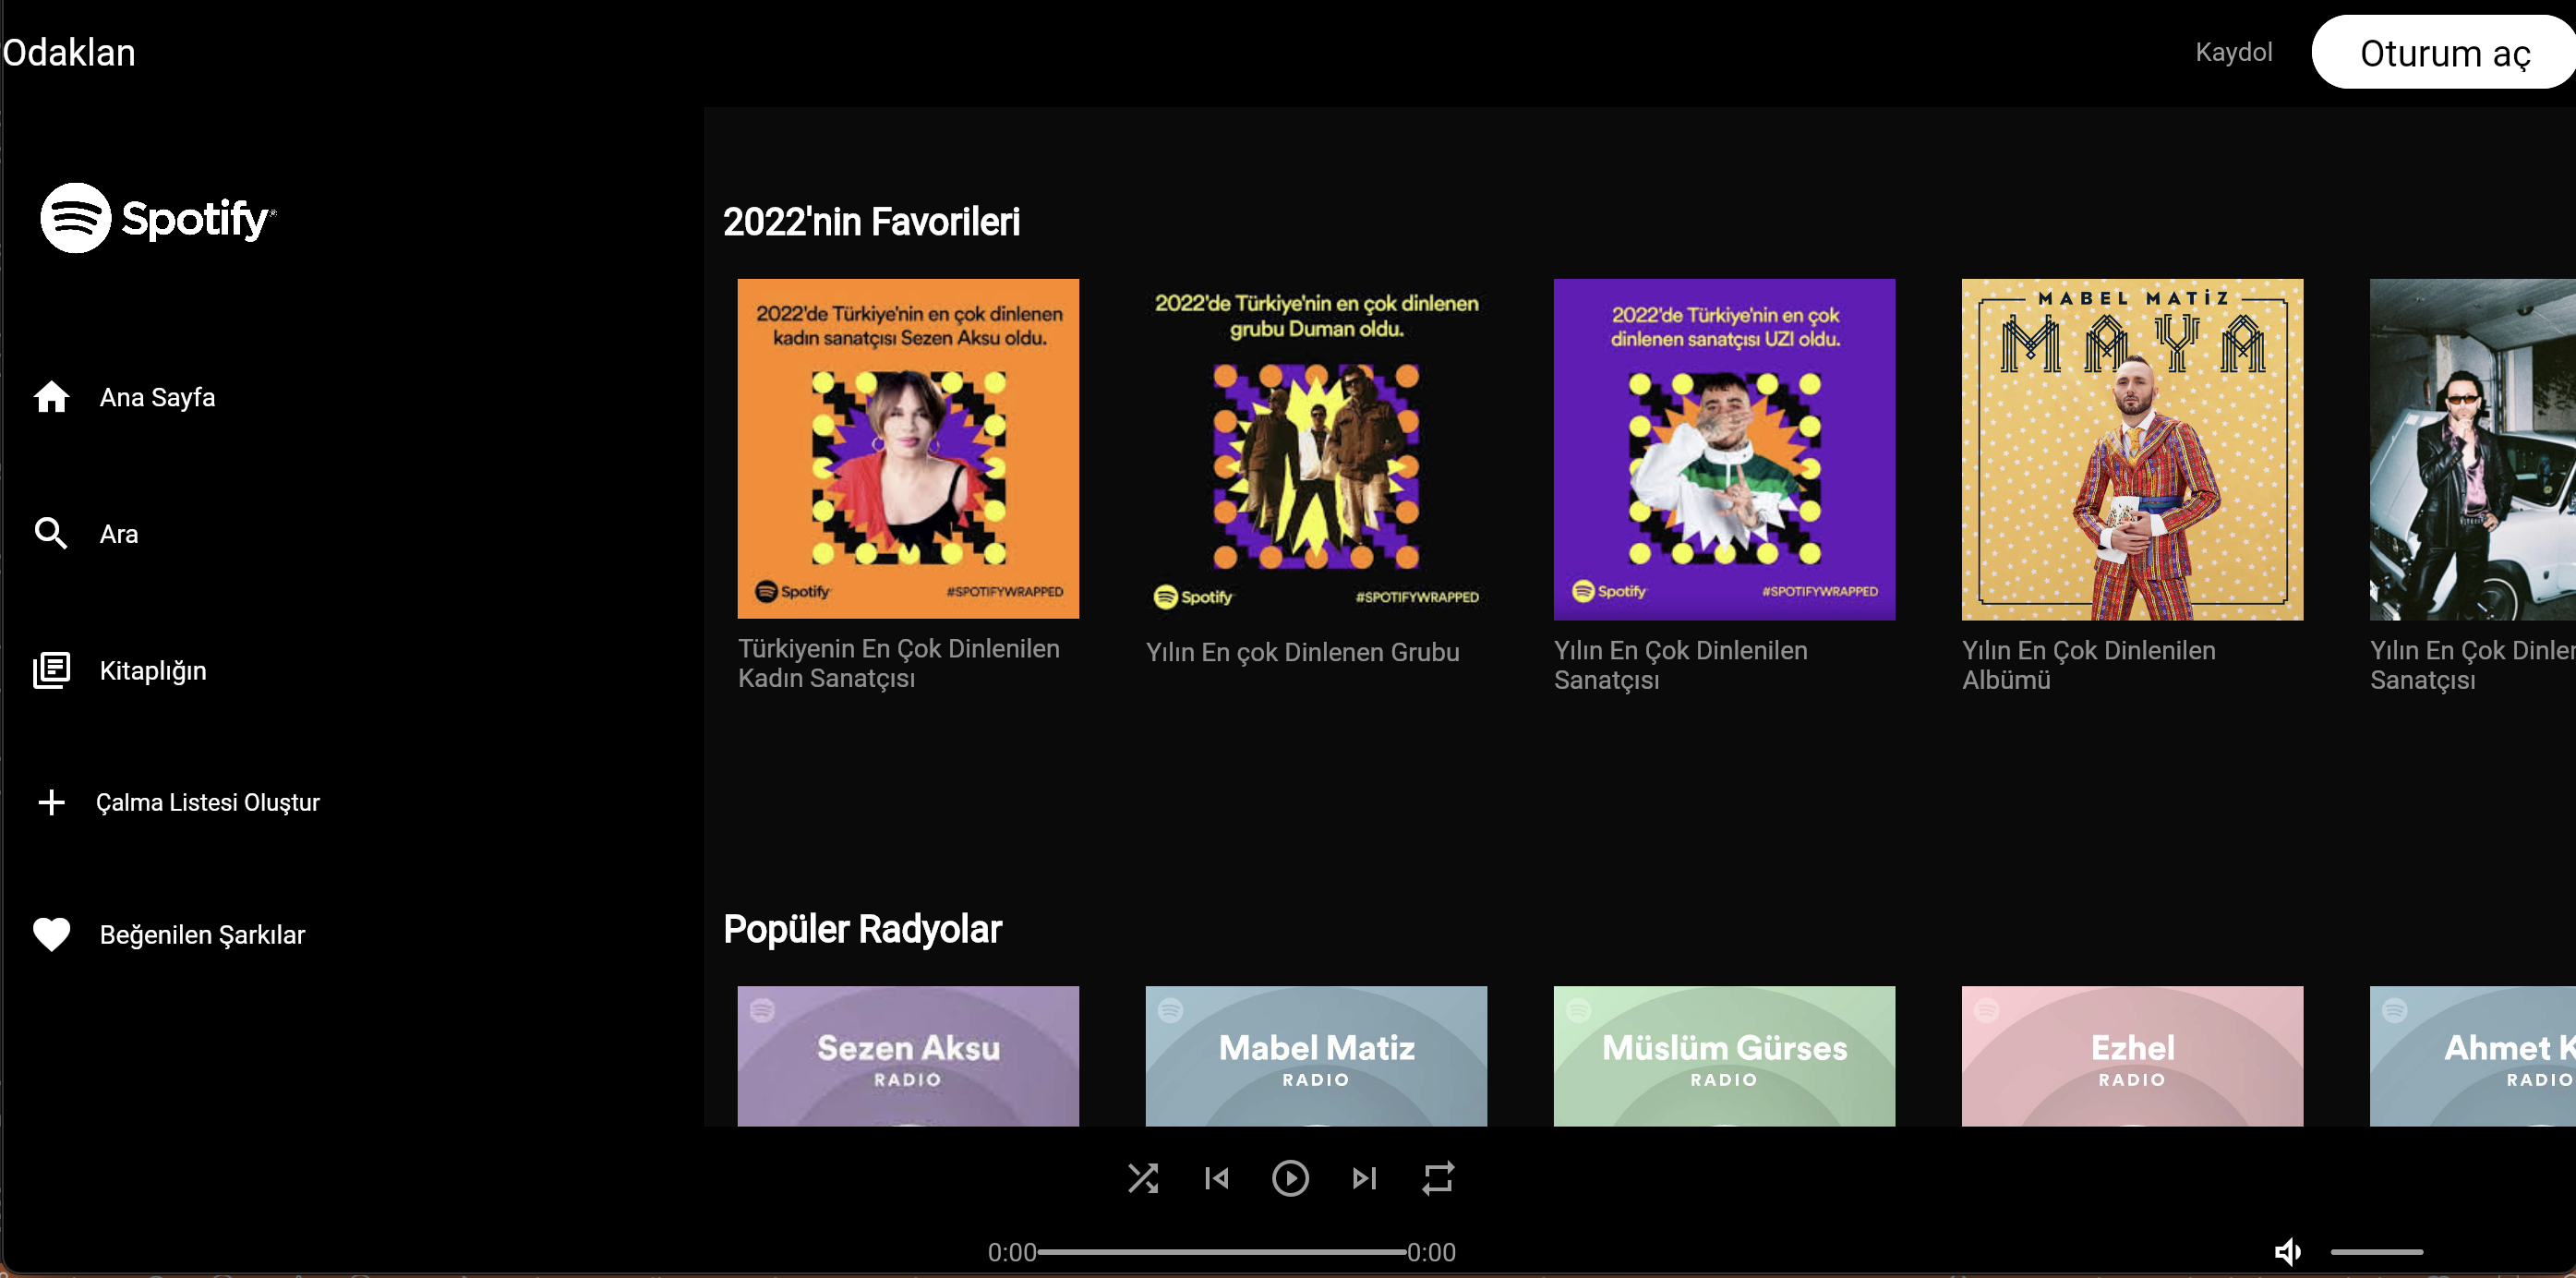 Odaklan
Kaydol
Oturum aç
Spotify
Ana Sayfa
Ara
Kitaplığın
Çalma Listesi Oluştur
Beğenilen Şarkılar
2022'nin Favorileri
2022'de Türkiye'nin en çok dinlenen
kadın sanatçısı Sezen Aksu oldu.
Spotify
#SPOTIFYWRAPPED
Türkiyenin En Çok Dinlenilen
Kadın Sanatçısı
2022'de Türkiye'nin en çok dinlenen
grubu Duman oldu.
Spotify
#SPOTIFYWRAPPED
Yılın En çok Dinlenen Grubu
2022'de Türkiye'nin en çok
dinlenen sanatçısı UZI oldu.
Spotify
#SPOTIFYWRAPPED
Yılın En Çok Dinlenilen
Sanatçısı
MABEL MATİZ
MAYA
Yılın En Çok Dinlenilen
Albümü
Yılın En Çok
Sanatçısı
Popüler Radyolar
Sezen Aksu
RADIO
Mabel Matiz
RADIO
Müslüm Gürses
RADIO
Ezhel
RADIO
Ahmet
RADIO
0:00
0:00